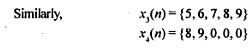 Similarly, x₃(n) = {5, 6, 7, 8, 9}
x₄(n) = {8, 9, 0, 0, 0}